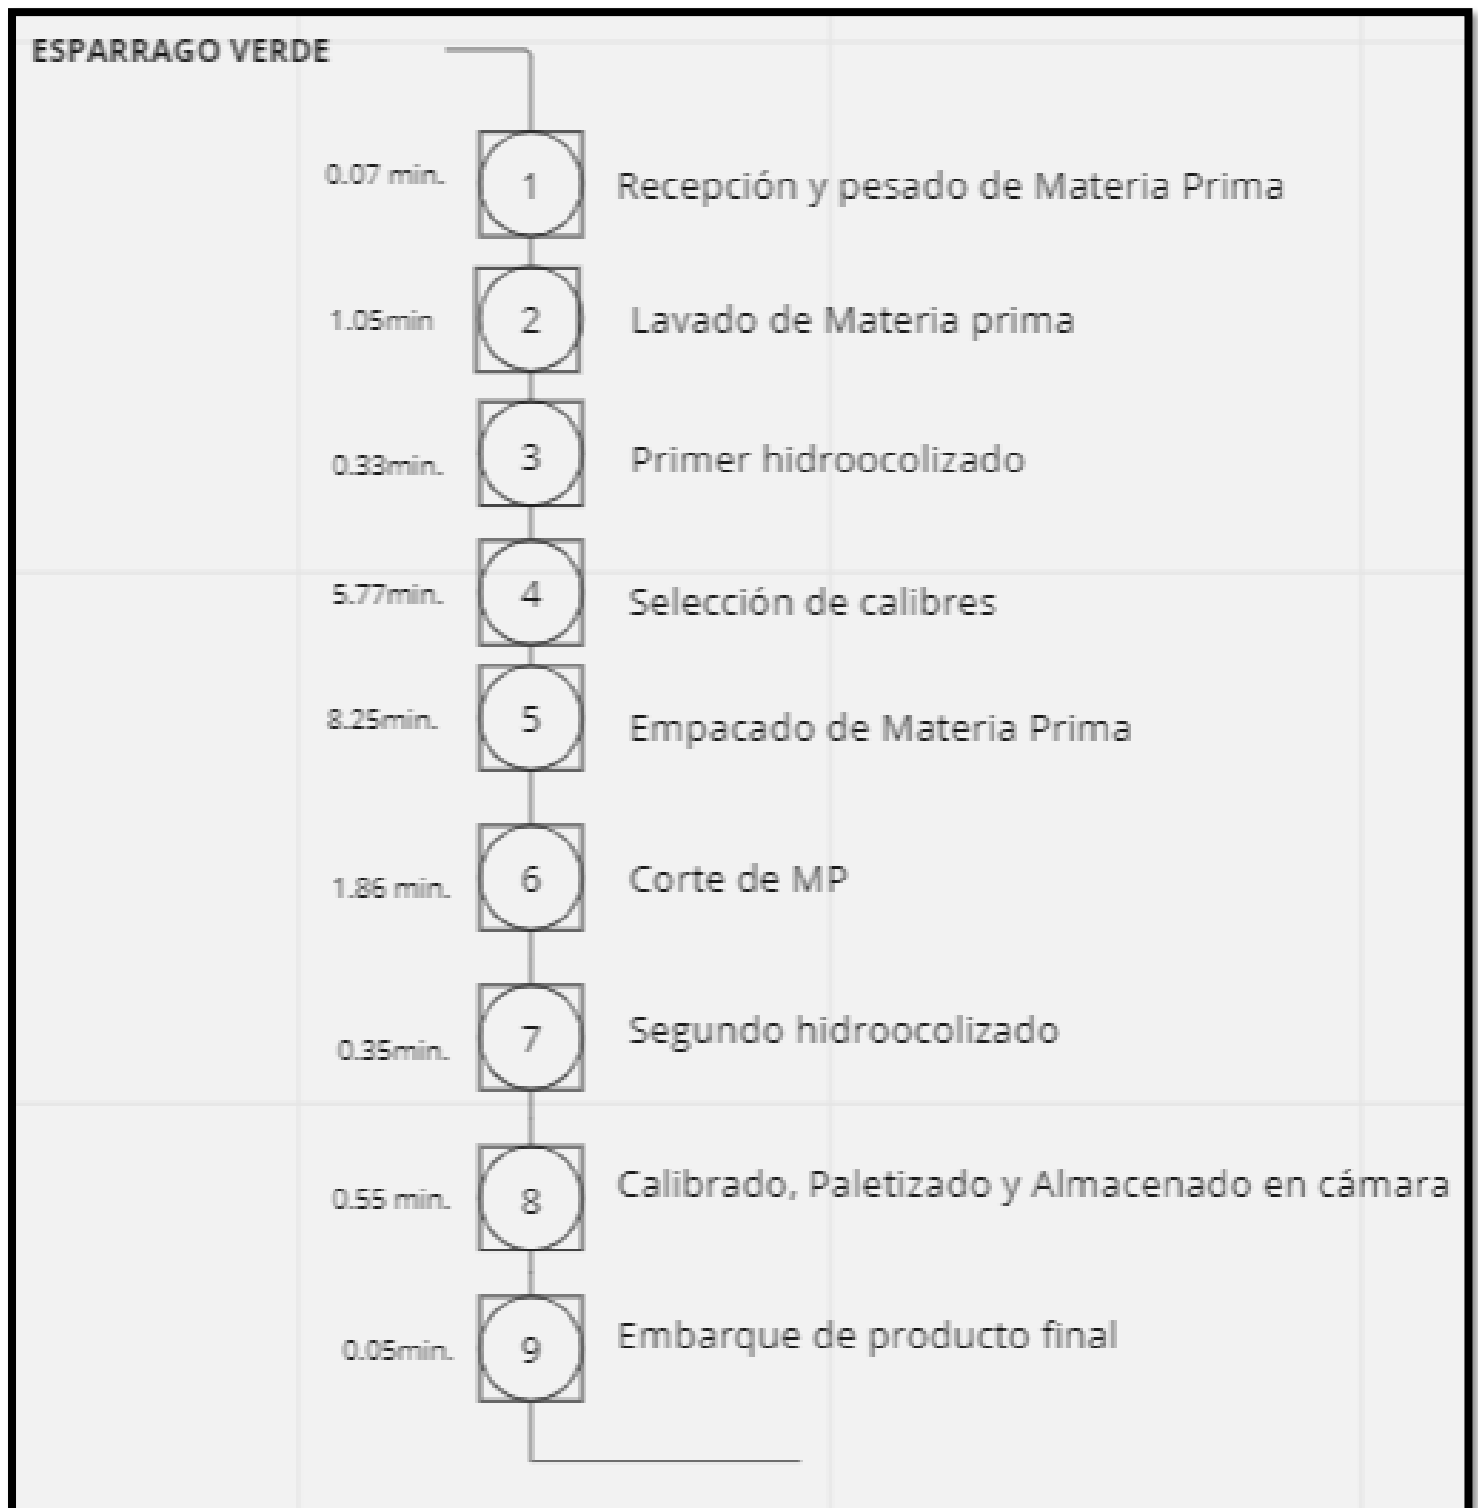 ESPARRAGO VERDE
0.07 min. 1 Recepción y pesado de Materia Prima
1.05min 2 Lavado de Materia prima
0.33min. 3 Primer hidroocolizado
5.77min. 4 Selección de calibres
8.25min. 5 Empacado de Materia Prima
1.86 min. 6 Corte de MP
0.35min. 7 Segundo hidroocolizado
0.55 min. 8 Calibrado, Paletizado y Almacenado en cámara
0.05min. 9 Embarque de producto final